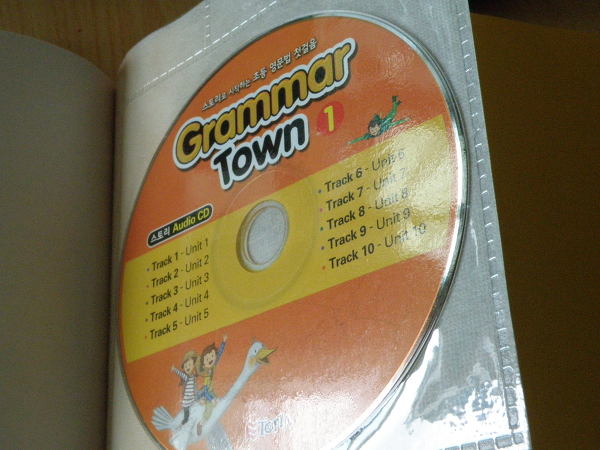 스토리로 시작하는 초등 영문법 첫걸음
Grammar
Town 1
스토리 Audio CD
• Track 1 - Unit 1
• Track 2 - Unit 2
• Track 3 - Unit 3
• Track 4 - Unit 4
• Track 5 - Unit 5
• Track 6 - Unit 6
• Track 7 - Unit 7
• Track 8 - Unit 8
• Track 9 - Unit 9
• Track 10 - Unit 10